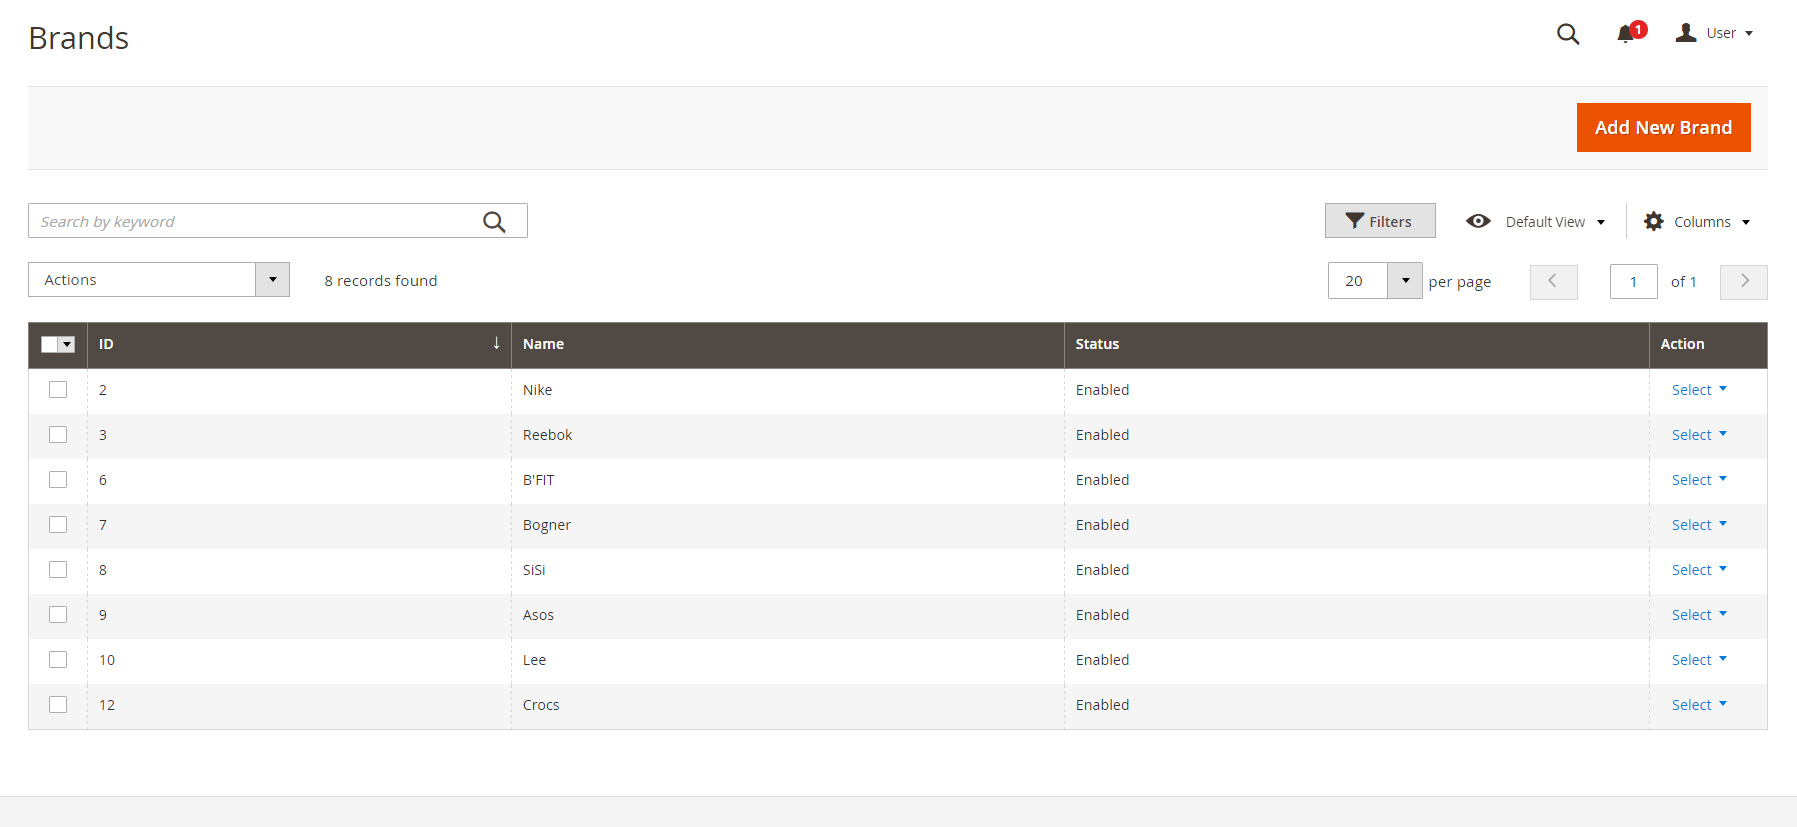 Brands
1
User
Add New Brand
Search by keyword
Filters
Default View
Columns
Actions
8 records found
20
per page
1
of 1
ID ↓ Name Status Action
2 Nike Enabled Select
3 Reebok Enabled Select
6 B'FIT Enabled Select
7 Bogner Enabled Select
8 SiSi Enabled Select
9 Asos Enabled Select
10 Lee Enabled Select
12 Crocs Enabled Select